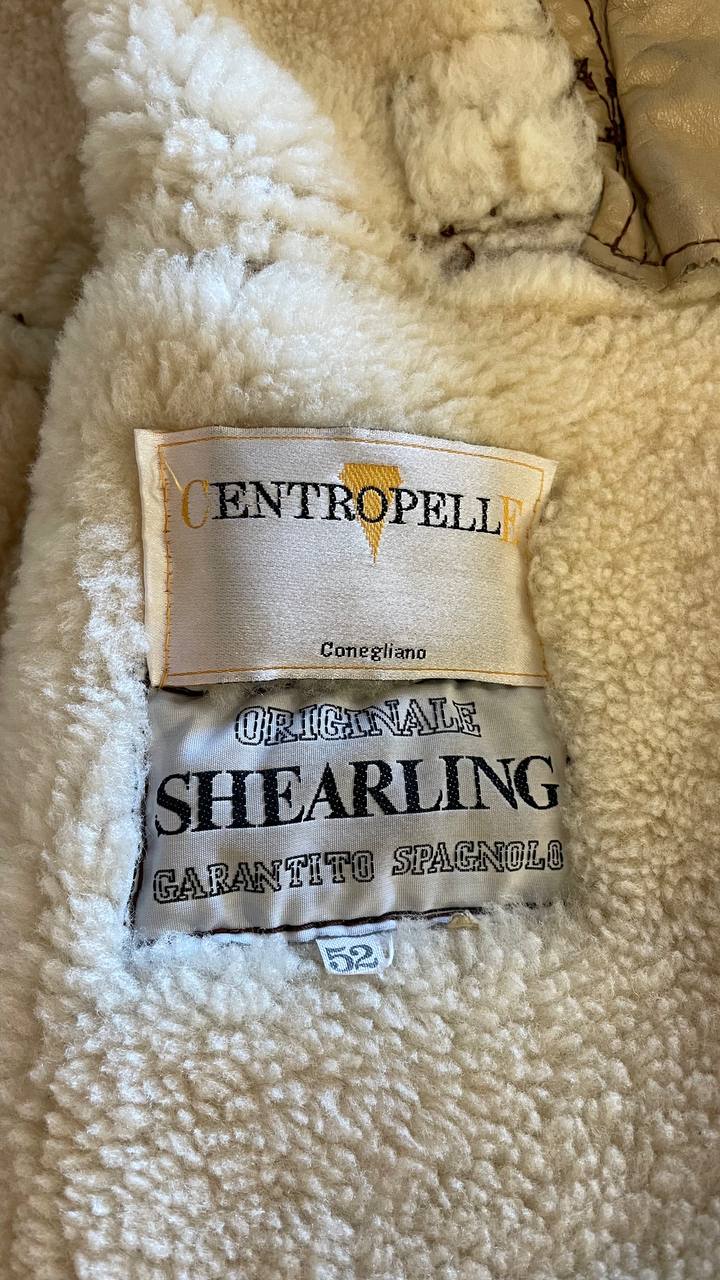 CENTROPELLE
Conegliano
ORIGINALE
SHEARLING
GARANTITO SPAGNOLO
52